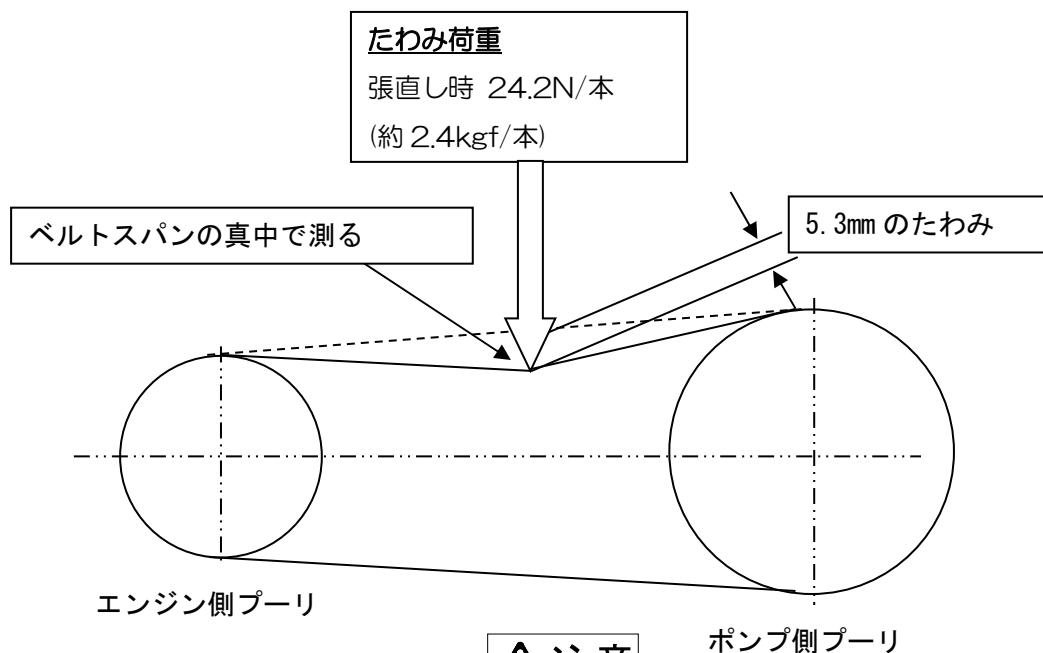 たわみ荷重
張直し時 24.2N/本
(約 2.4kgf/本)
ベルトスパンの真中で測る
5.3mm のたわみ
エンジン側プーリ
ポンプ側プーリ